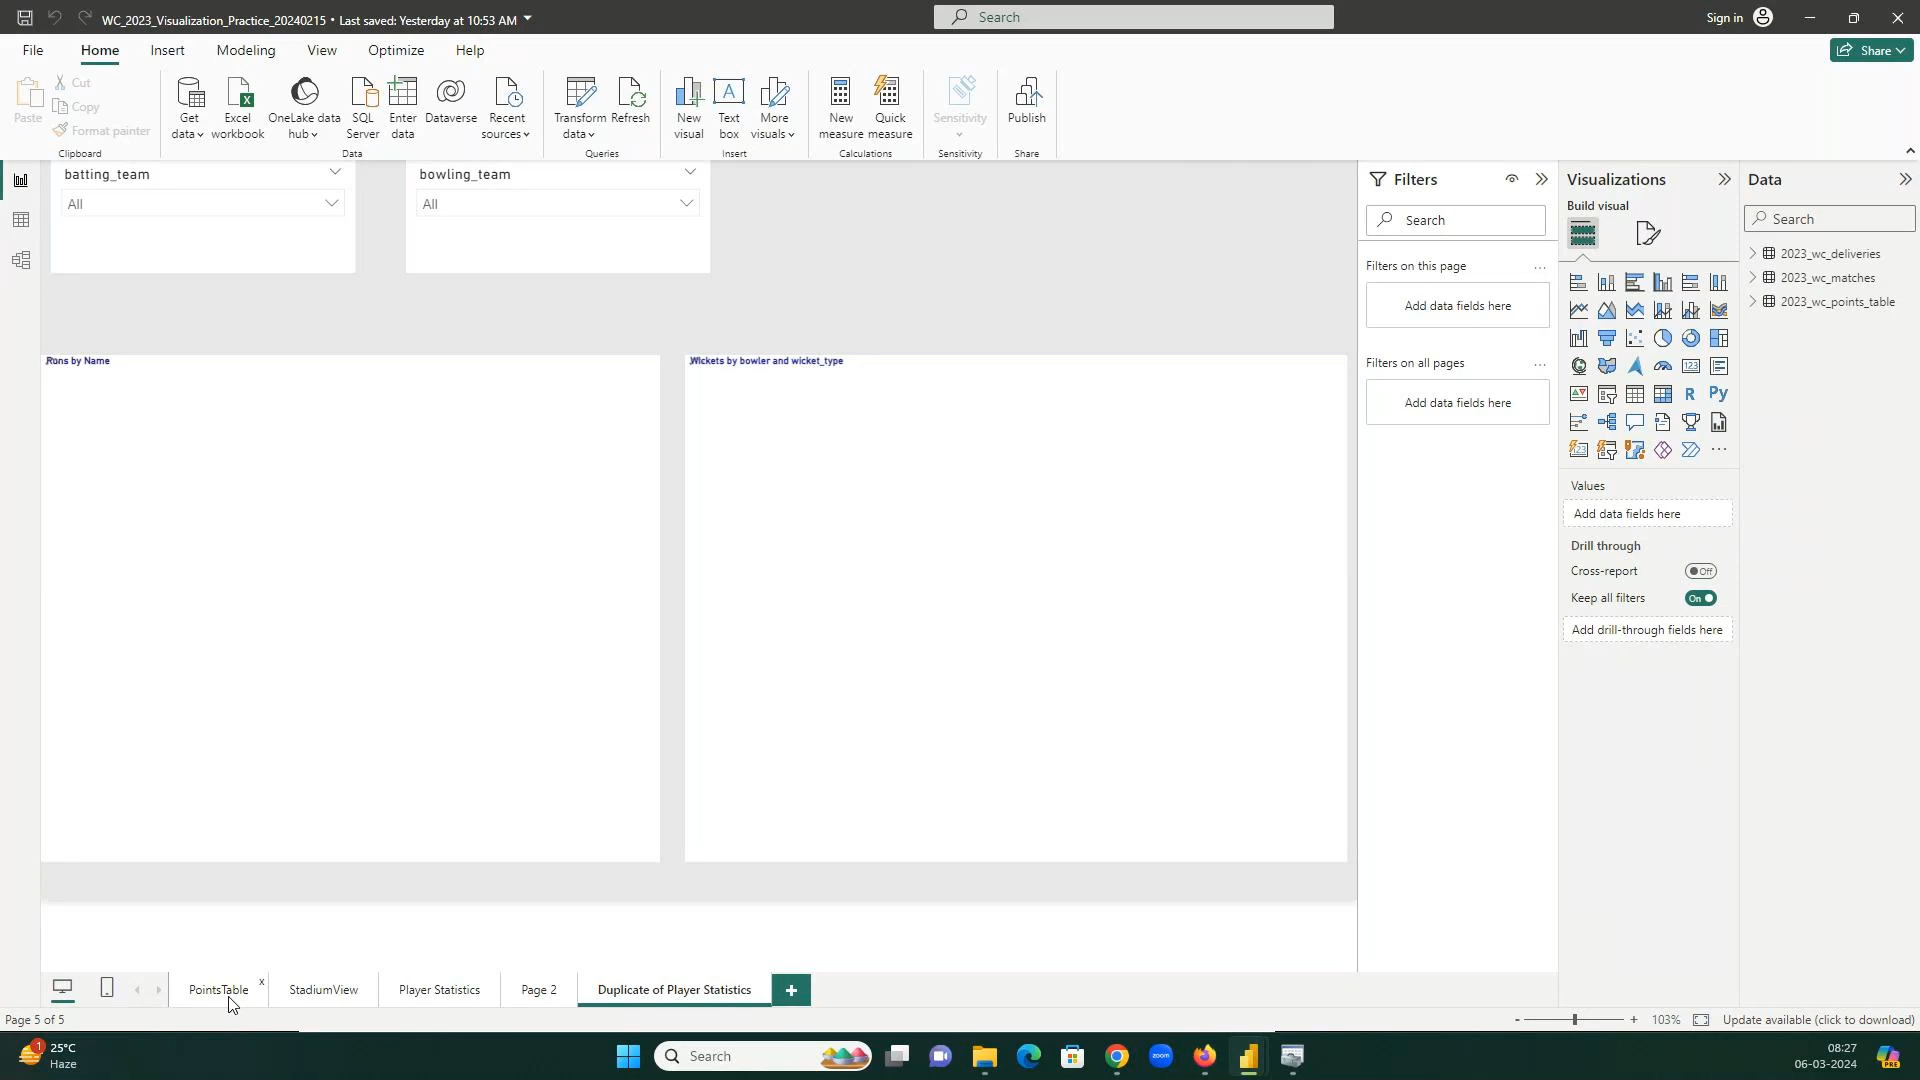 WC_2023_Visualization_Practice_20240215 • Last saved: Yesterday at 10:53 AM
Search
Sign in
File
Home
Insert
Modeling
View
Optimize
Help
Share
Paste
Cut
Copy
Format painter
Clipboard
Get data
Excel workbook
OneLake data hub
SQL Server
Enter data
Dataverse
Recent sources
Data
Transform data
Refresh
Queries
New visual
Text box
More visuals
Insert
New measure
Quick measure
Calculations
Sensitivity
Sensitivity
Publish
Share
batting_team
All
bowling_team
All
Runs by Name
Wickets by bowler and wicket_type
Filters
Search
Filters on this page
...
Add data fields here
Filters on all pages
...
Add data fields here
Visualizations
Build visual
123
R
Py
123
...
Values
Add data fields here
Drill through
Cross-report
Off
Keep all filters
On
Add drill-through fields here
Data
Search
2023_wc_deliveries
2023_wc_matches
2023_wc_points_table
PointsTable
x
StadiumView
Player Statistics
Page 2
Duplicate of Player Statistics
+
Page 5 of 5
- + 103%
Update available (click to download)
1
25°C
Haze
Search
zoom
08:27
06-03-2024
PRE